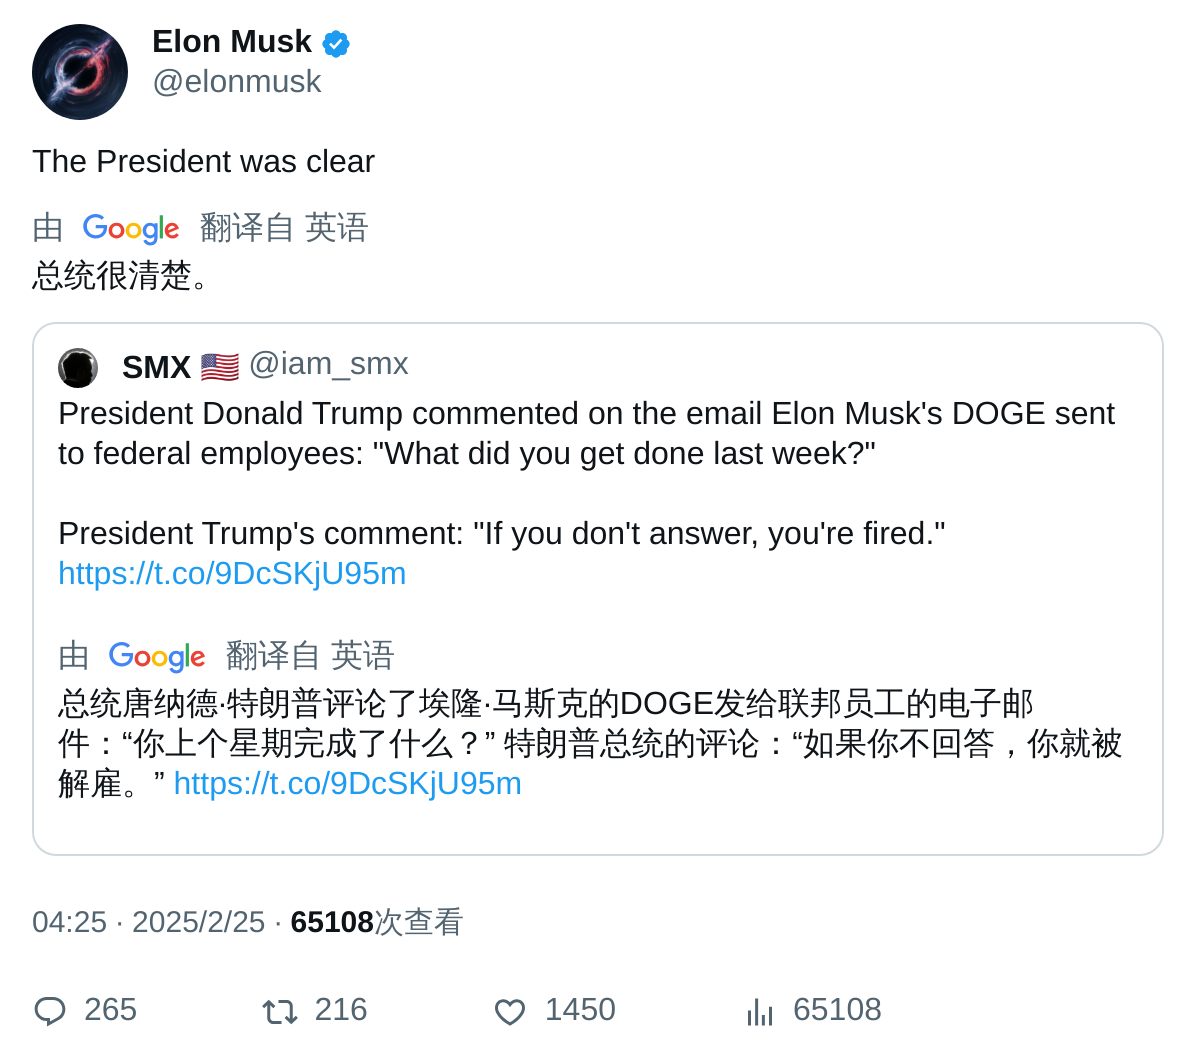 Elon Musk
@elonmusk
The President was clear
由 Google 翻译自 英语
总统很清楚。
SMX 🇺🇸 @iam_smx
President Donald Trump commented on the email Elon Musk's DOGE sent
to federal employees: "What did you get done last week?"
President Trump's comment: "If you don't answer, you're fired."
https://t.co/9DcSKjU95m
由 Google 翻译自 英语
总统唐纳德·特朗普评论了埃隆·马斯克的DOGE发给联邦员工的电子邮
件：“你上个星期完成了什么？” 特朗普总统的评论：“如果你不回答，你就被
解雇。” https://t.co/9DcSKjU95m
04:25 · 2025/2/25 · 65108次查看
265 216 1450 65108